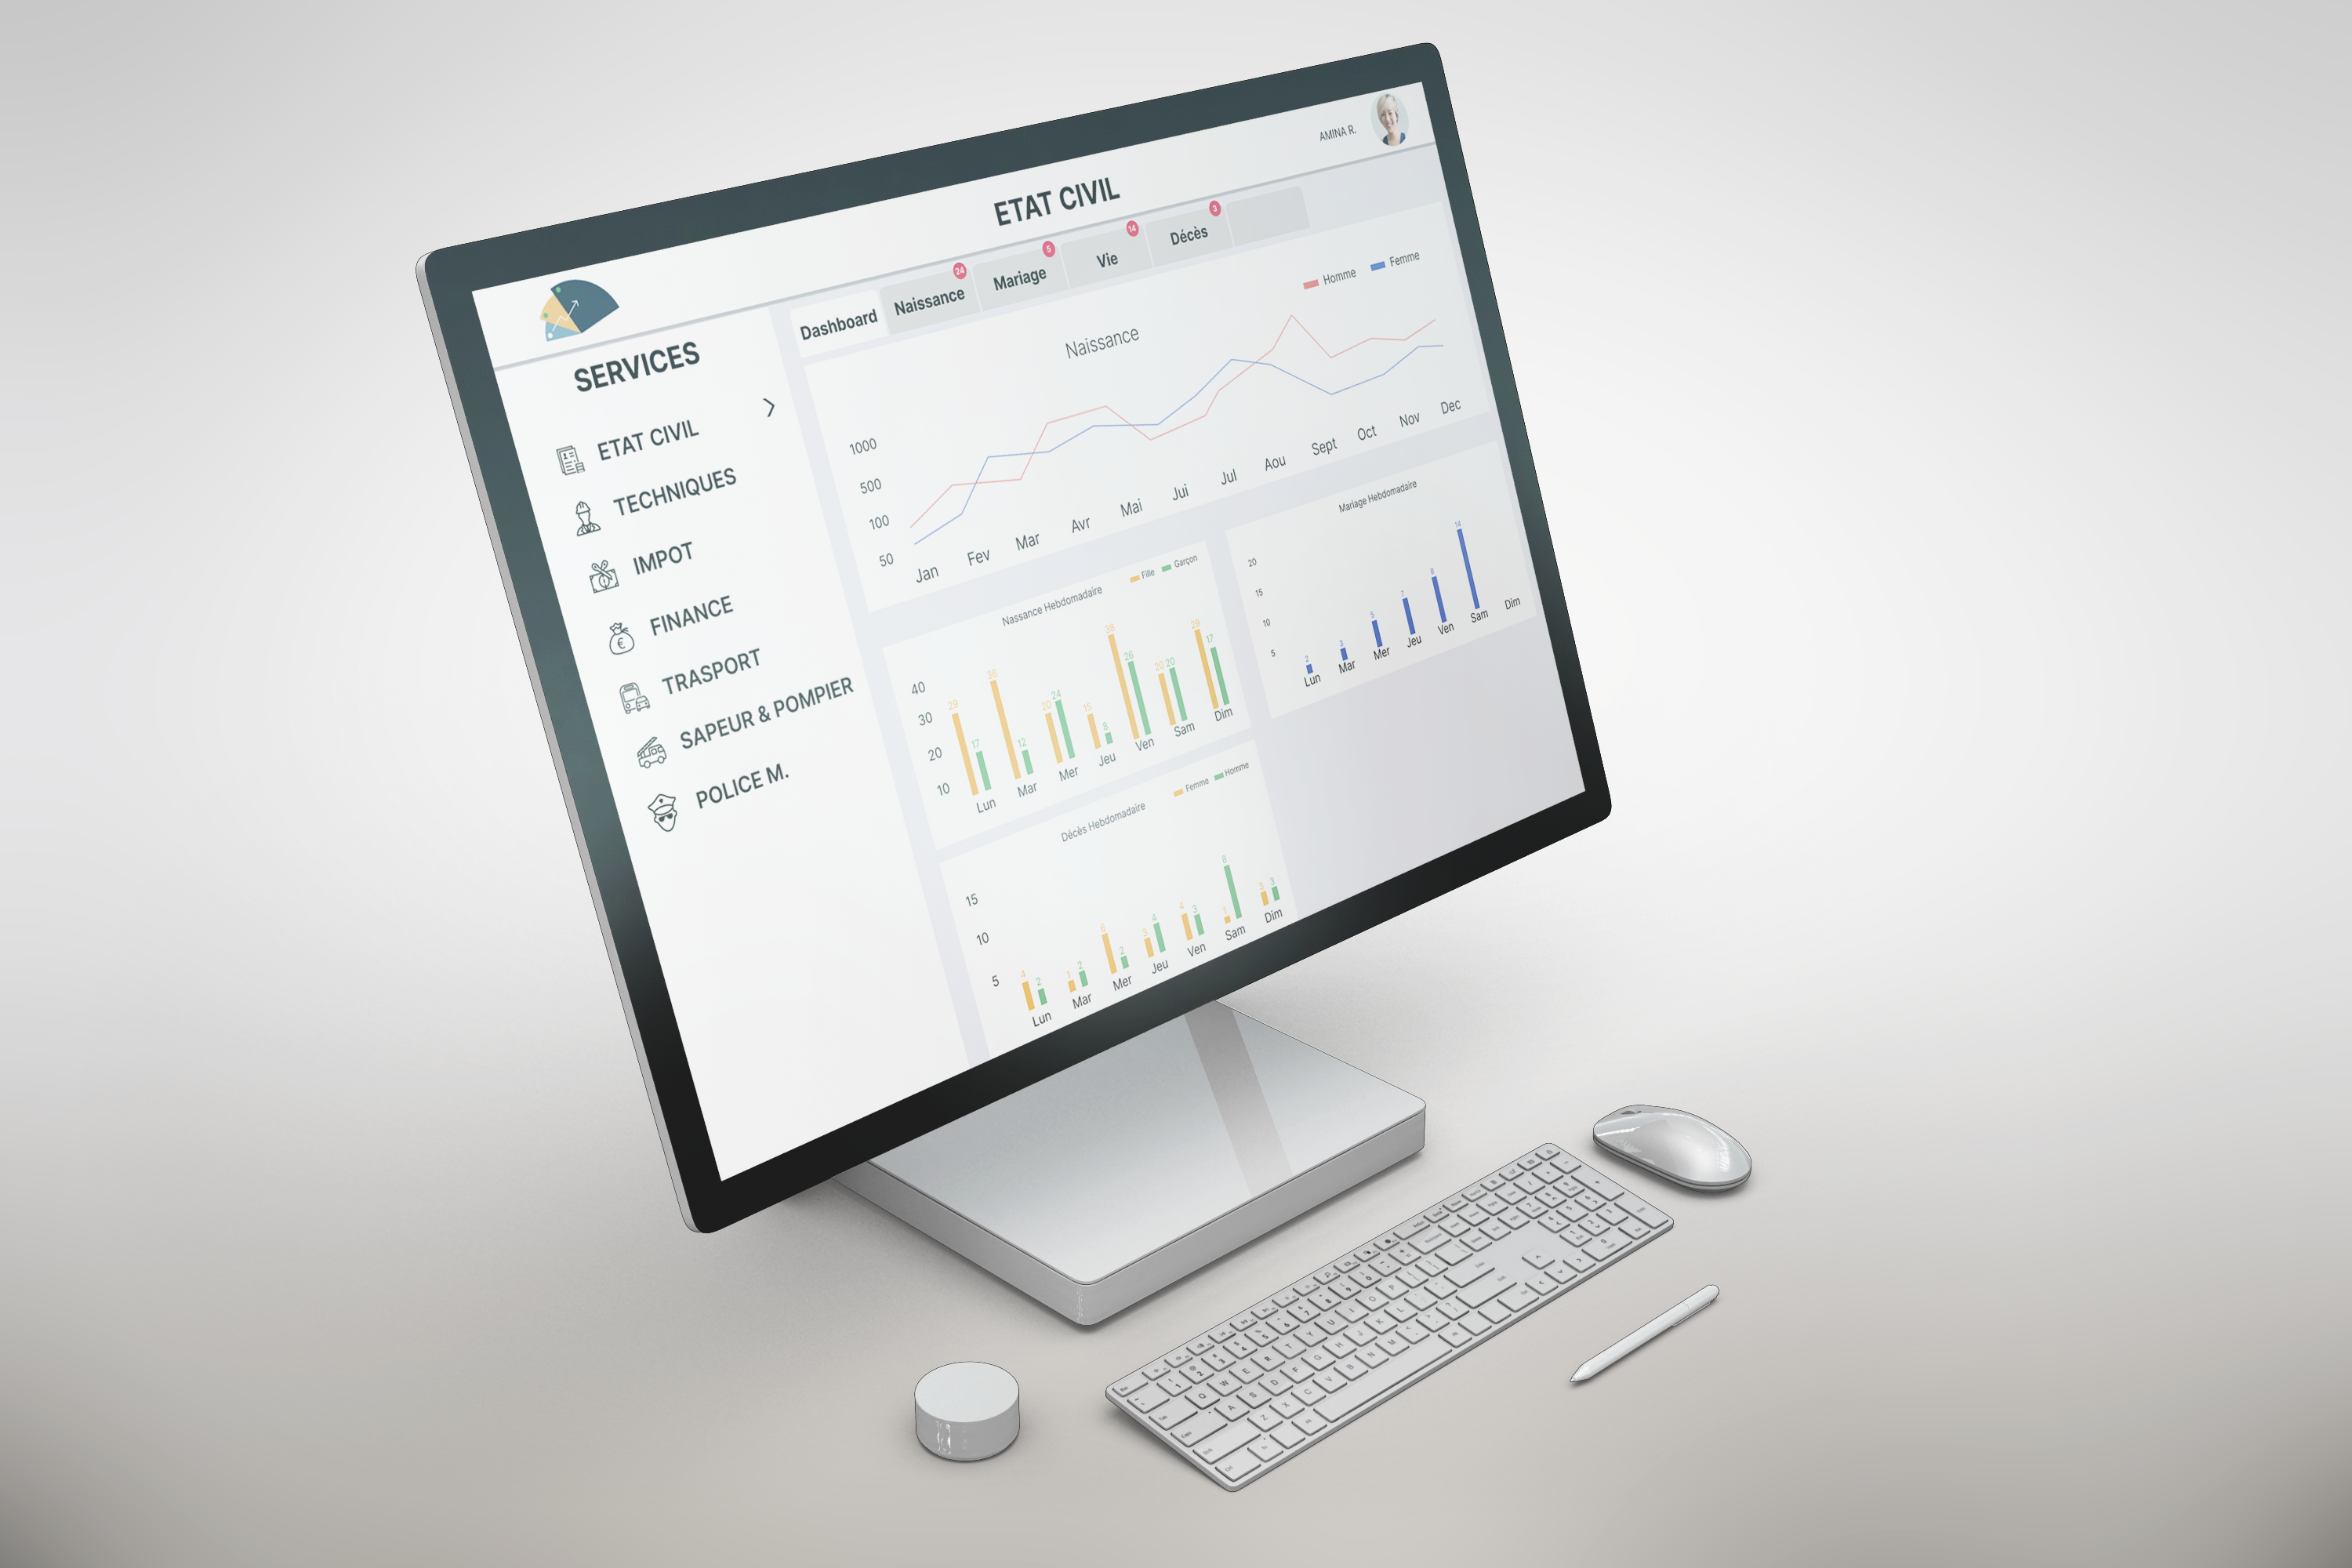 AMINA R.
ETAT CIVIL
SERVICES
ETAT CIVIL
TECHNIQUES
IMPOT
FINANCE
TRASPORT
SAPEUR & POMPIER
POLICE M.
Dashboard
Naissance
24
Mariage
5
Vie
14
Décès
3
Naissance
Homme Femme
1000
500
100
50
Jan Fev Mar Avr Mai Jui Jul Aou Sept Oct Nov Dec
Nassance Hebdomadaire
Fille Garçon
40
30
20
10
29 17 36 12 20 24 15 8 38 26 20 20 29 17
Lun Mar Mer Jeu Ven Sam Dim
Mariage Hebdomadaire
20
15
10
5
2 3 5 7 8 14
Lun Mar Mer Jeu Ven Sam Dim
Décès Hebdomadaire
Femme Homme
15
10
5
4 2 1 2 6 2 3 4 4 3 1 8 3 3
Lun Mar Mer Jeu Ven Sam Dim